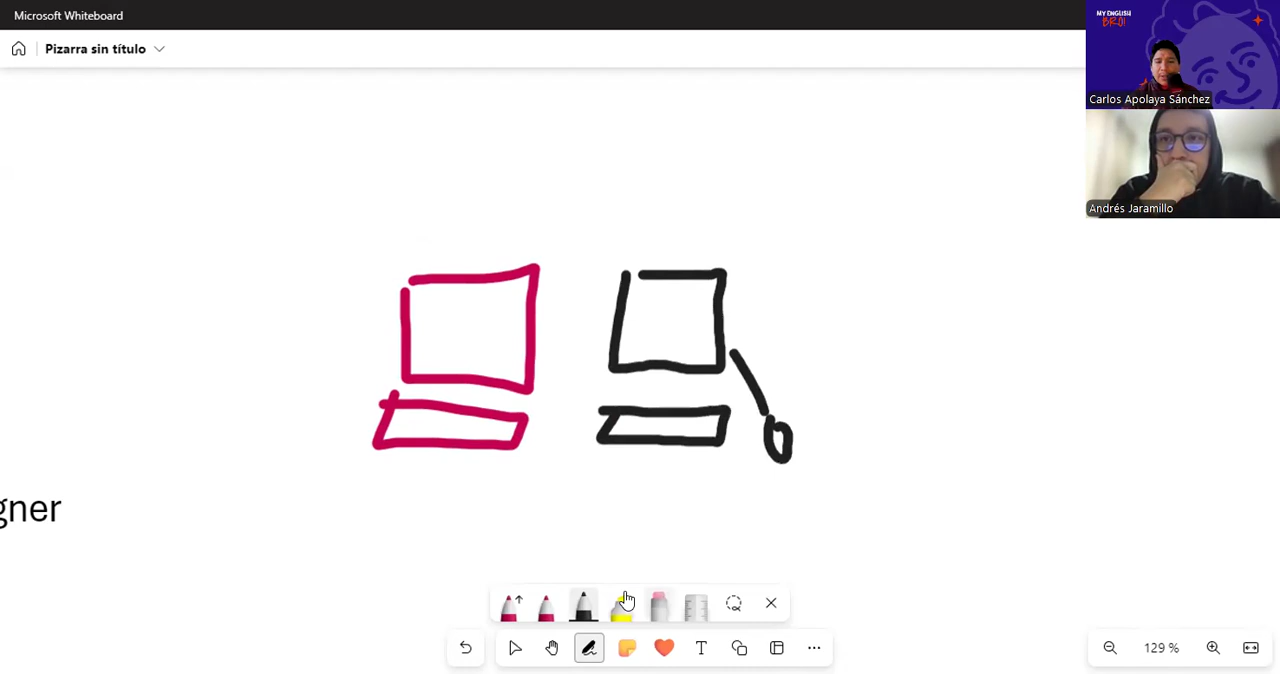 Microsoft Whiteboard
Pizarra sin título
MY ENGLISH
BRO!
Carlos Apolaya Sánchez
Andrés Jaramillo
gner
129 %